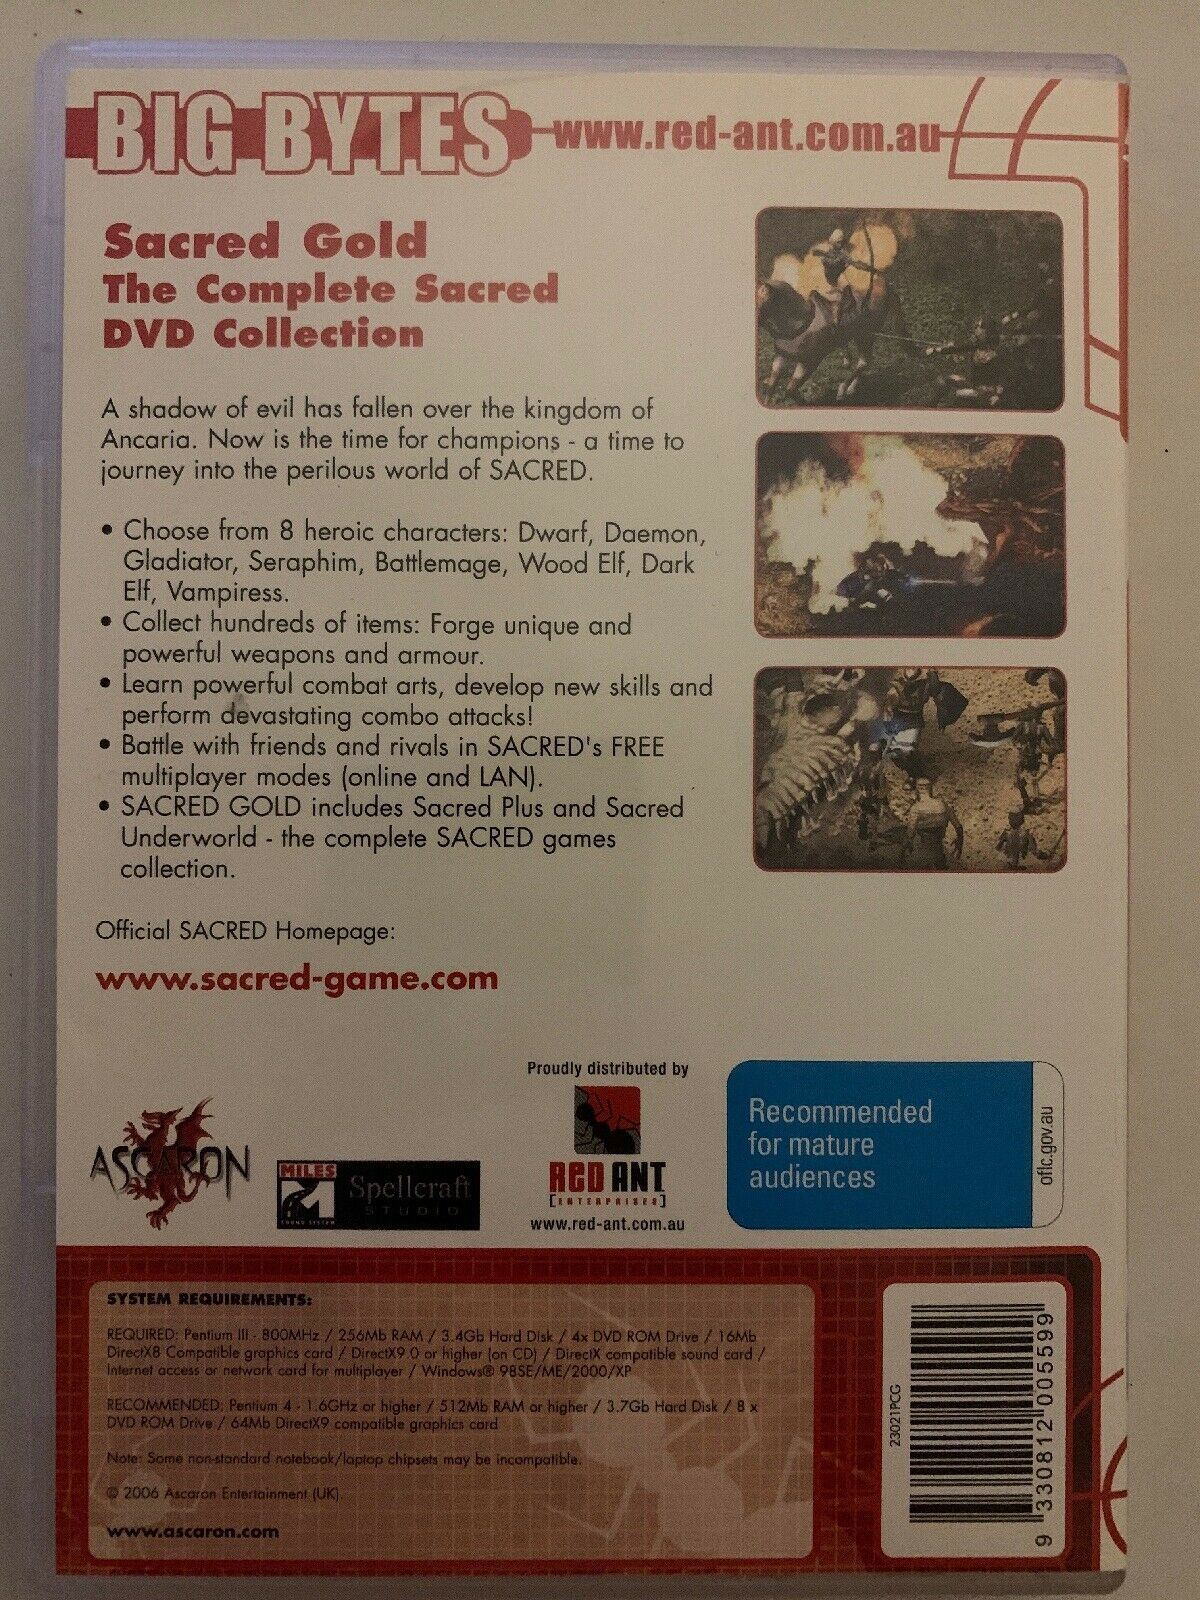 BIG BYTES www.red-ant.com.au
Sacred Gold
The Complete Sacred
DVD Collection
A shadow of evil has fallen over the kingdom of
Ancaria. Now is the time for champions - a time to
journey into the perilous world of SACRED.
• Choose from 8 heroic characters: Dwarf, Daemon,
Gladiator, Seraphim, Battlemage, Wood Elf, Dark
Elf, Vampiress.
• Collect hundreds of items: Forge unique and
powerful weapons and armour.
• Learn powerful combat arts, develop new skills and
perform devastating combo attacks!
• Battle with friends and rivals in SACRED's FREE
multiplayer modes (online and LAN).
• SACRED GOLD includes Sacred Plus and Sacred
Underworld - the complete SACRED games
collection.
Official SACRED Homepage:
www.sacred-game.com
ASCARON
MILES
SOUND SYSTEM
Spellcraft
STUDIO
Proudly distributed by
RED ANT
[ENTERPRISES]
www.red-ant.com.au
Recommended
for mature
audiences
oflc.gov.au
SYSTEM REQUIREMENTS:
REQUIRED: Pentium III - 800MHz / 256Mb RAM / 3.4Gb Hard Disk / 4x DVD ROM Drive / 16Mb
DirectX8 Compatible graphics card / DirectX9.0 or higher (on CD) / DirectX compatible sound card /
Internet access or network card for multiplayer / Windows® 98SE/ME/2000/XP
RECOMMENDED: Pentium 4 - 1.6GHz or higher / 512Mb RAM or higher / 3.7Gb Hard Disk / 8 x
DVD ROM Drive / 64Mb DirectX9 compatible graphics card
Note: Some non-standard notebook/laptop chipsets may be incompatible.
© 2006 Ascaron Entertainment (UK).
www.ascaron.com
23021PCG
9 330812 005599